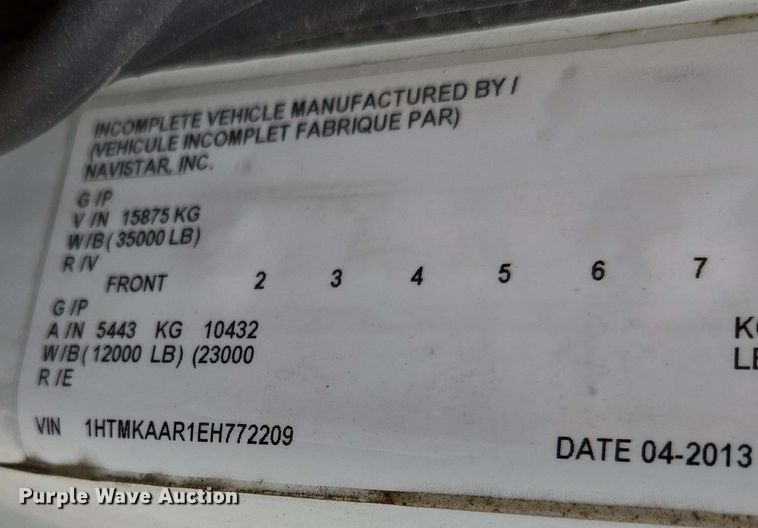 INCOMPLETE VEHICLE MANUFACTURED BY /
(VEHICULE INCOMPLET FABRIQUE PAR)
NAVISTAR, INC.
G /P
V /N 15875 KG
W/B( 35000 LB)
R /V
FRONT 2 3 4 5 6 7
G /P
A /N 5443 KG 10432
W/B( 12000 LB) (23000
R /E
VIN 1HTMKAAR1EH772209
DATE 04-2013
Purple Wave Auction